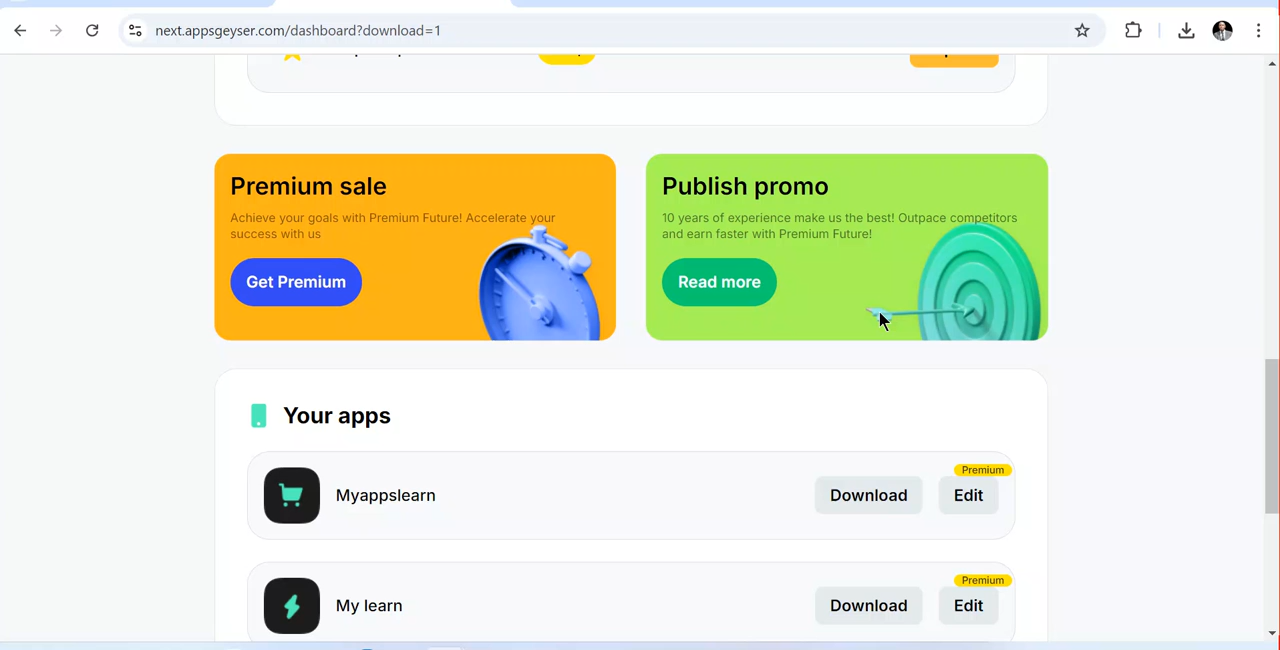 next.appsgeyser.com/dashboard?download=1
Premium sale
Achieve your goals with Premium Future! Accelerate your
success with us
Get Premium
Publish promo
10 years of experience make us the best! Outpace competitors
and earn faster with Premium Future!
Read more
Your apps
Myappslearn
Download
Premium
Edit
My learn
Download
Premium
Edit